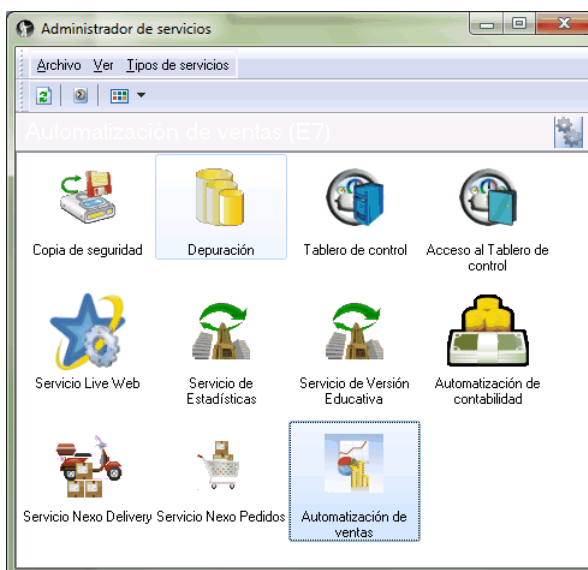 Administrador de servicios
Archivo Ver Tipos de servicios
Automatización de ventas (E7)
Copia de seguridad
Depuración
Tablero de control
Acceso al Tablero de
control
Servicio Live Web
Servicio de
Estadísticas
Servicio de Versión
Educativa
Automatización de
contabilidad
Servicio Nexo Delivery
Servicio Nexo Pedidos
Automatización de
ventas